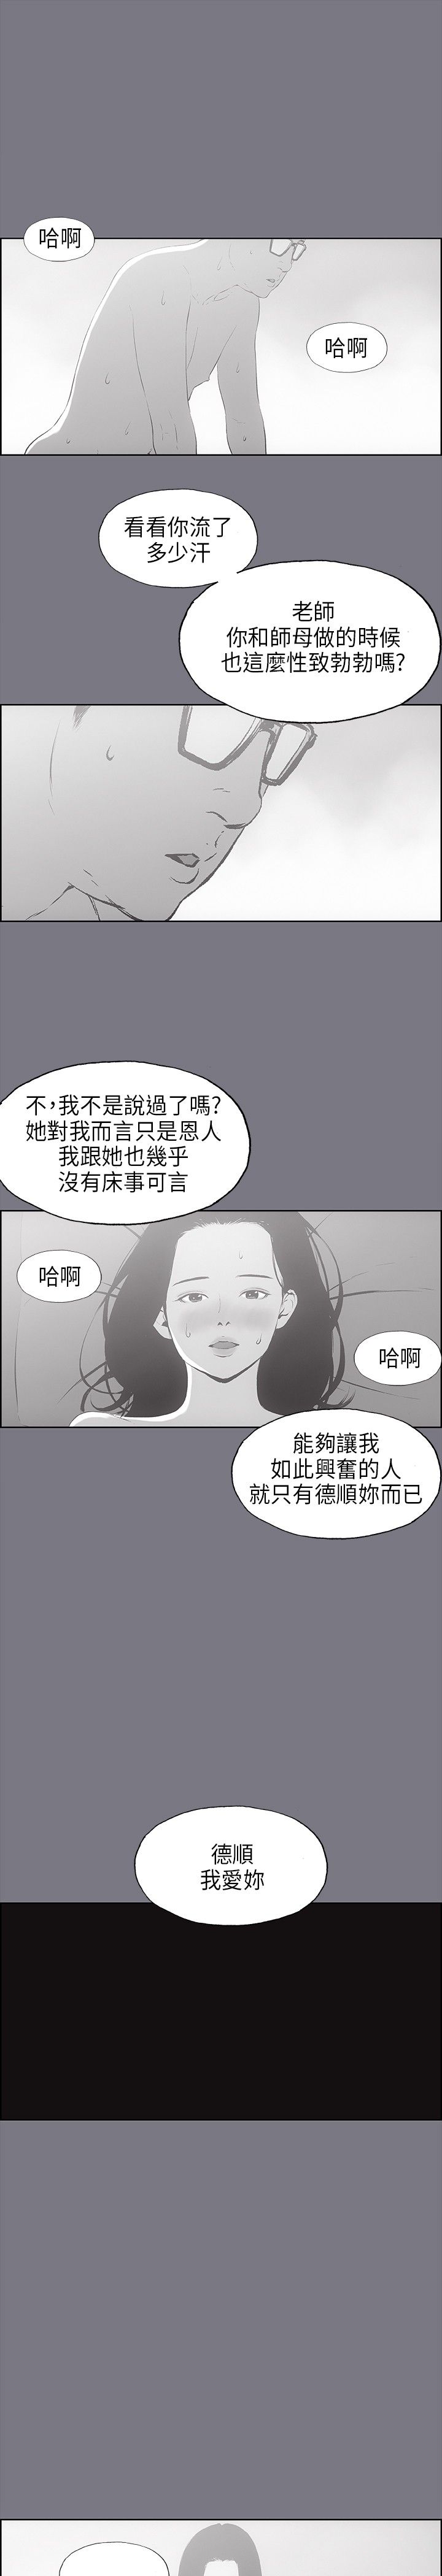 哈啊
哈啊
看看你流了
多少汗
老師
你和師母做的時候
也這麼性致勃勃嗎?
不,我不是說過了嗎?
她對我而言只是恩人
我跟她也幾乎
沒有床事可言
哈啊
哈啊
能夠讓我
如此興奮的人
就只有德順妳而已
德順
我愛妳